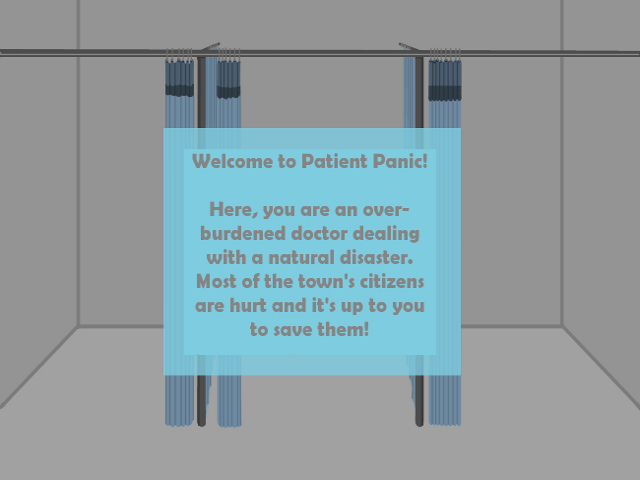 Welcome to Patient Panic!
Here, you are an over-
burdened doctor dealing
with a natural disaster.
Most of the town's citizens
are hurt and it's up to you
to save them!